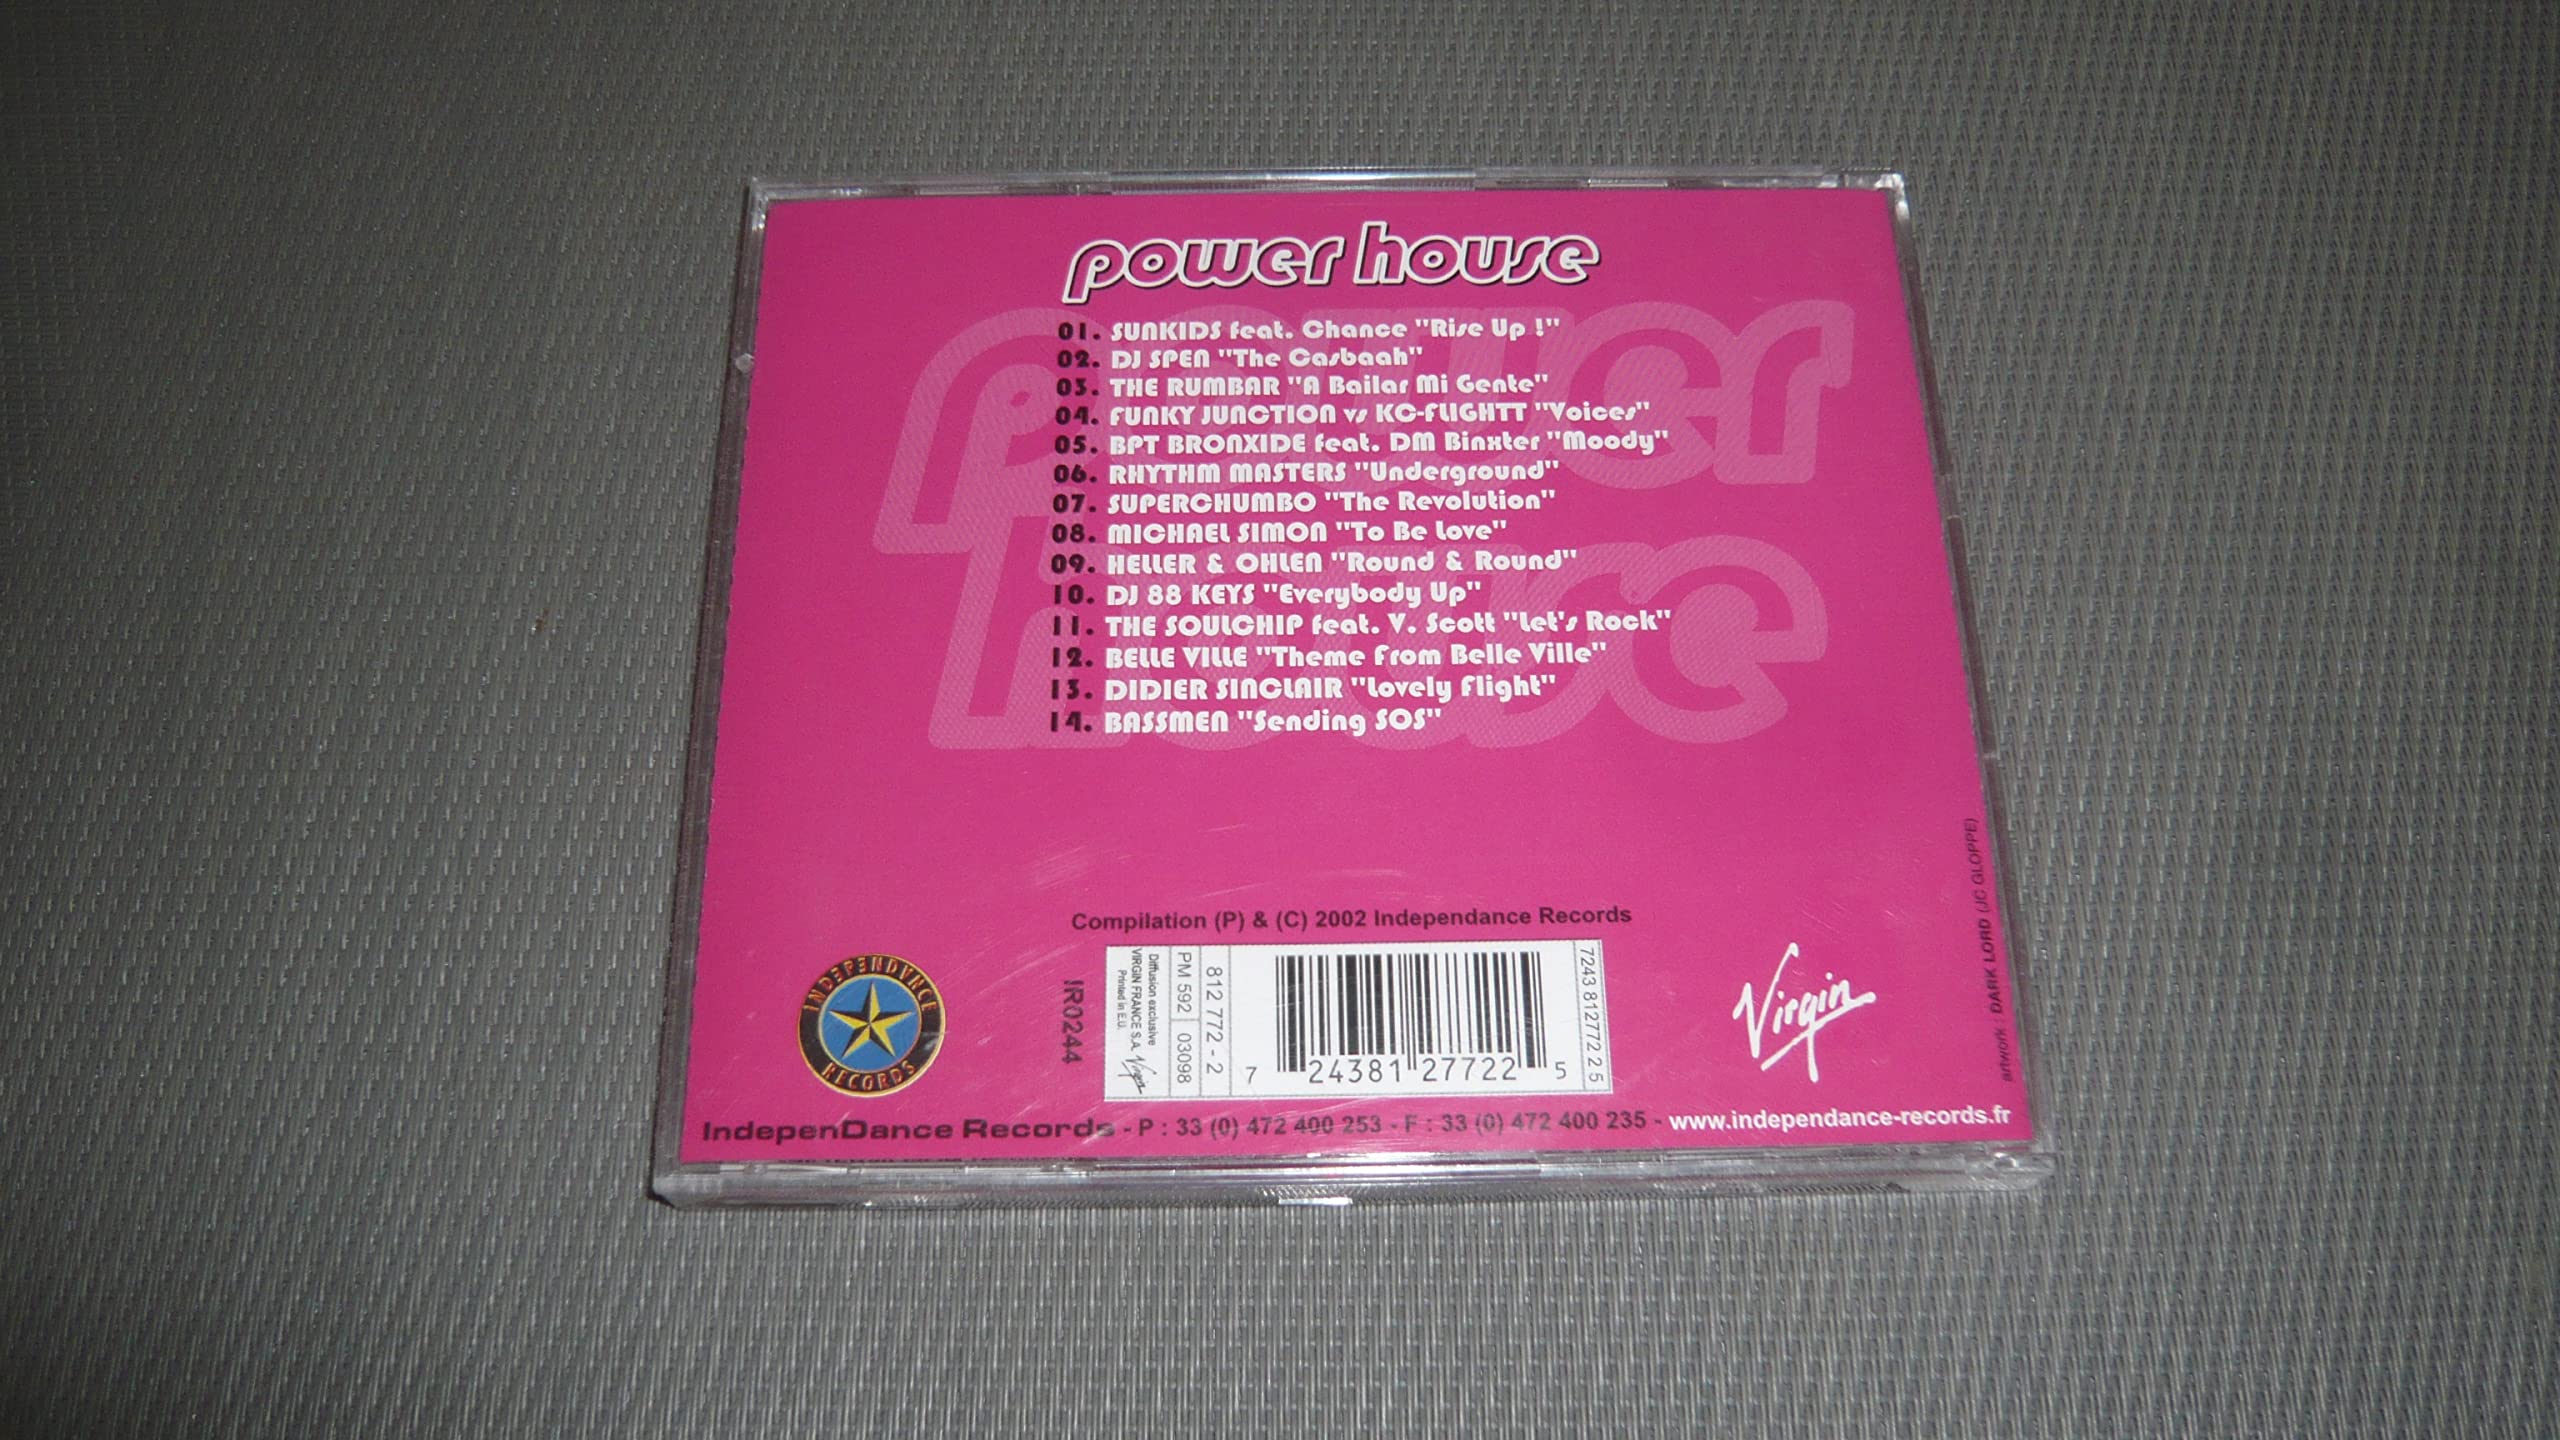 power house
power
house
01. SUNKIDS feat. Chance "Rise Up !"
02. DJ SPEN "The Casbaah"
03. THE RUMBAR "A Bailar Mi Gente"
04. FUNKY JUNCTION vs KC-FLIGHTT "Voices"
05. BPT BRONXIDE feat. DM Binxter "Moody"
06. RHYTHM MASTERS "Underground"
07. SUPERCHUMBO "The Revolution"
08. MICHAEL SIMON "To Be Love"
09. HELLER & OHLEN "Round & Round"
10. DJ 88 KEYS "Everybody Up"
11. THE SOULCHIP feat. V. Scott "Let's Rock"
12. BELLE VILLE "Theme From Belle Ville"
13. DIDIER SINCLAIR "Lovely Flight"
14. BASSMEN "Sending SOS"
Compilation (P) & (C) 2002 Independance Records
INDEPENDANCE
RECORDS
IR0244
Diffusion exclusive
VIRGIN FRANCE S.A. Virgin
Printed in E.U.
PM 592 03098
812 772 - 2
7 24381 27722 5
7243 812772 2 5
Virgin
artwork : DARK LORD (JC GLOPPE)
IndepenDance Records - P : 33 (0) 472 400 253 - F : 33 (0) 472 400 235 - www.independance-records.fr